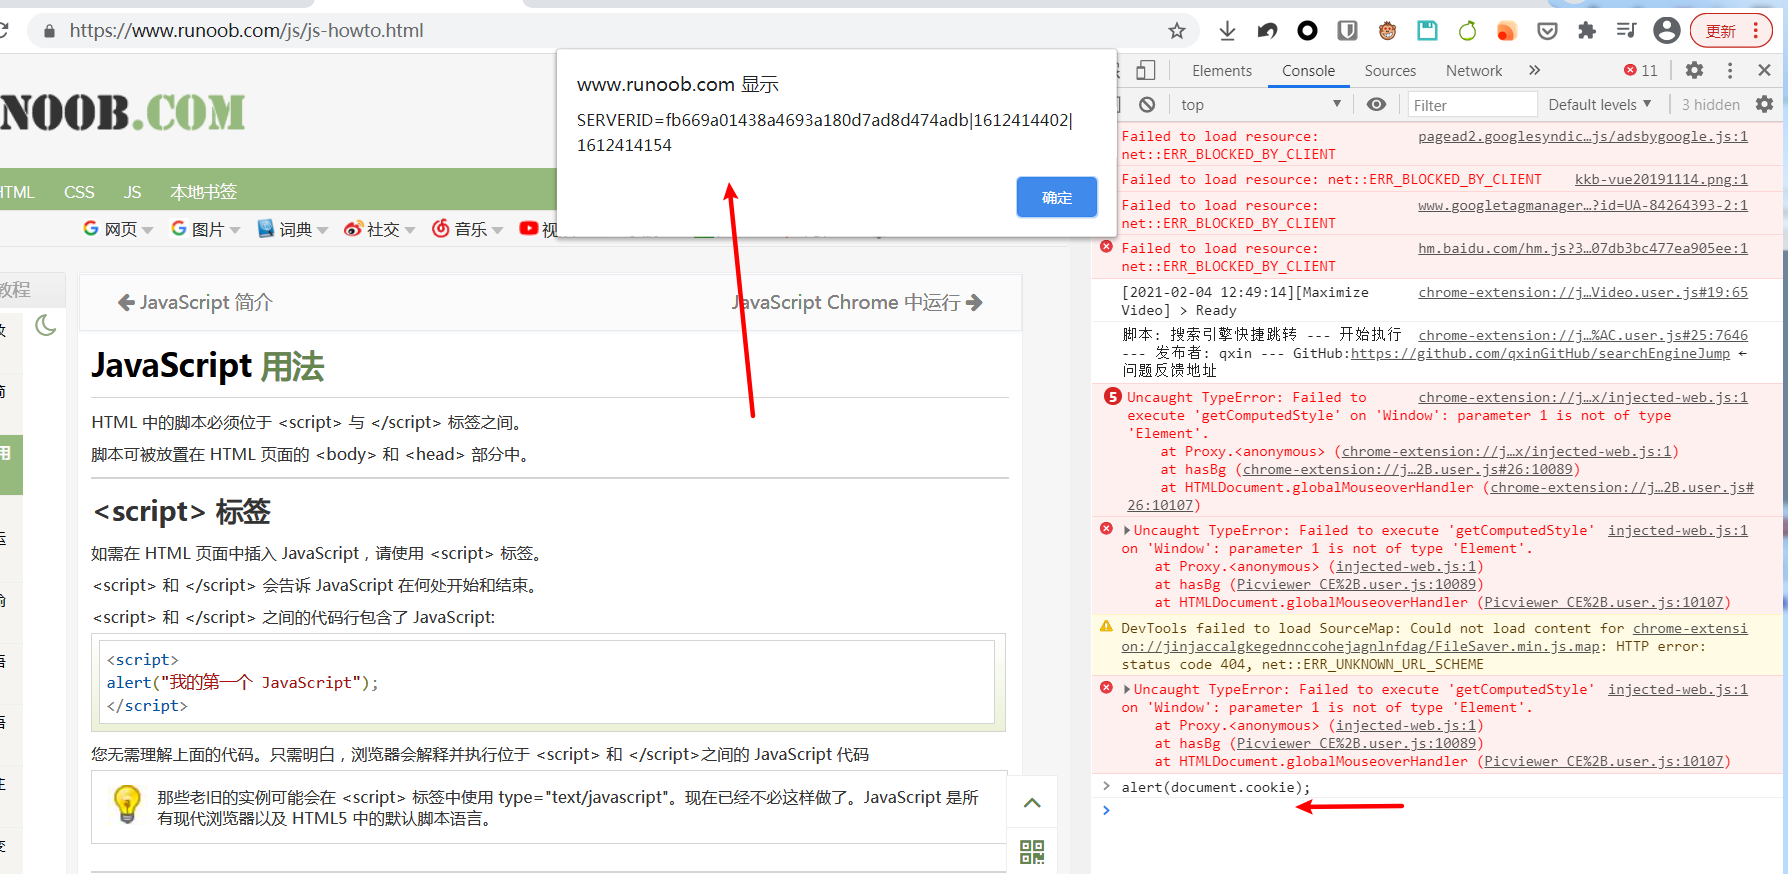 https://www.runoob.com/js/js-howto.html
更新
NOOB.COM
HTML CSS JS 本地书签
网页 图片 词典 社交 音乐
www.runoob.com 显示
SERVERID=fb669a01438a4693a180d7ad8d474adb|1612414402|
1612414154
确定
教程
JavaScript 简介
JavaScript Chrome 中运行
JavaScript 用法
HTML 中的脚本必须位于 <script> 与 </script> 标签之间。
脚本可被放置在 HTML 页面的 <body> 和 <head> 部分中。
<script> 标签
如需在 HTML 页面中插入 JavaScript，请使用 <script> 标签。
<script> 和 </script> 会告诉 JavaScript 在何处开始和结束。
<script> 和 </script> 之间的代码行包含了 JavaScript:
<script>
alert("我的第一个 JavaScript");
</script>
您无需理解上面的代码。只需明白，浏览器会解释并执行位于 <script> 和 </script>之间的 JavaScript 代码
那些老旧的实例可能会在 <script> 标签中使用 type="text/javascript"。现在已经不必这样做了。JavaScript 是所
有现代浏览器以及 HTML5 中的默认脚本语言。
Elements Console Sources Network » 11
top Filter Default levels 3 hidden
Failed to load resource: pagead2.googlesyndic…js/adsbygoogle.js:1
net::ERR_BLOCKED_BY_CLIENT
Failed to load resource: net::ERR_BLOCKED_BY_CLIENT kkb-vue20191114.png:1
Failed to load resource: www.googletagmanager…?id=UA-84264393-2:1
net::ERR_BLOCKED_BY_CLIENT
Failed to load resource: hm.baidu.com/hm.js?3…07db3bc477ea905ee:1
net::ERR_BLOCKED_BY_CLIENT
[2021-02-04 12:49:14][Maximize chrome-extension://j…Video.user.js#19:65
Video] > Ready
脚本: 搜索引擎快捷跳转 --- 开始执行 chrome-extension://j…%AC.user.js#25:7646
--- 发布者: qxin --- GitHub:https://github.com/qxinGitHub/searchEngineJump ←
问题反馈地址
5 Uncaught TypeError: Failed to chrome-extension://j…x/injected-web.js:1
execute 'getComputedStyle' on 'Window': parameter 1 is not of type
'Element'.
at Proxy.<anonymous> (chrome-extension://j…x/injected-web.js:1)
at hasBg (chrome-extension://j…2B.user.js#26:10089)
at HTMLDocument.globalMouseoverHandler (chrome-extension://j…2B.user.js#
26:10107)
Uncaught TypeError: Failed to execute 'getComputedStyle' injected-web.js:1
on 'Window': parameter 1 is not of type 'Element'.
at Proxy.<anonymous> (injected-web.js:1)
at hasBg (Picviewer CE%2B.user.js:10089)
at HTMLDocument.globalMouseoverHandler (Picviewer CE%2B.user.js:10107)
DevTools failed to load SourceMap: Could not load content for chrome-extensi
on://jinjaccalgkegednnccohejagnlnfdag/FileSaver.min.js.map: HTTP error:
status code 404, net::ERR_UNKNOWN_URL_SCHEME
Uncaught TypeError: Failed to execute 'getComputedStyle' injected-web.js:1
on 'Window': parameter 1 is not of type 'Element'.
at Proxy.<anonymous> (injected-web.js:1)
at hasBg (Picviewer CE%2B.user.js:10089)
at HTMLDocument.globalMouseoverHandler (Picviewer CE%2B.user.js:10107)
> alert(document.cookie);
>